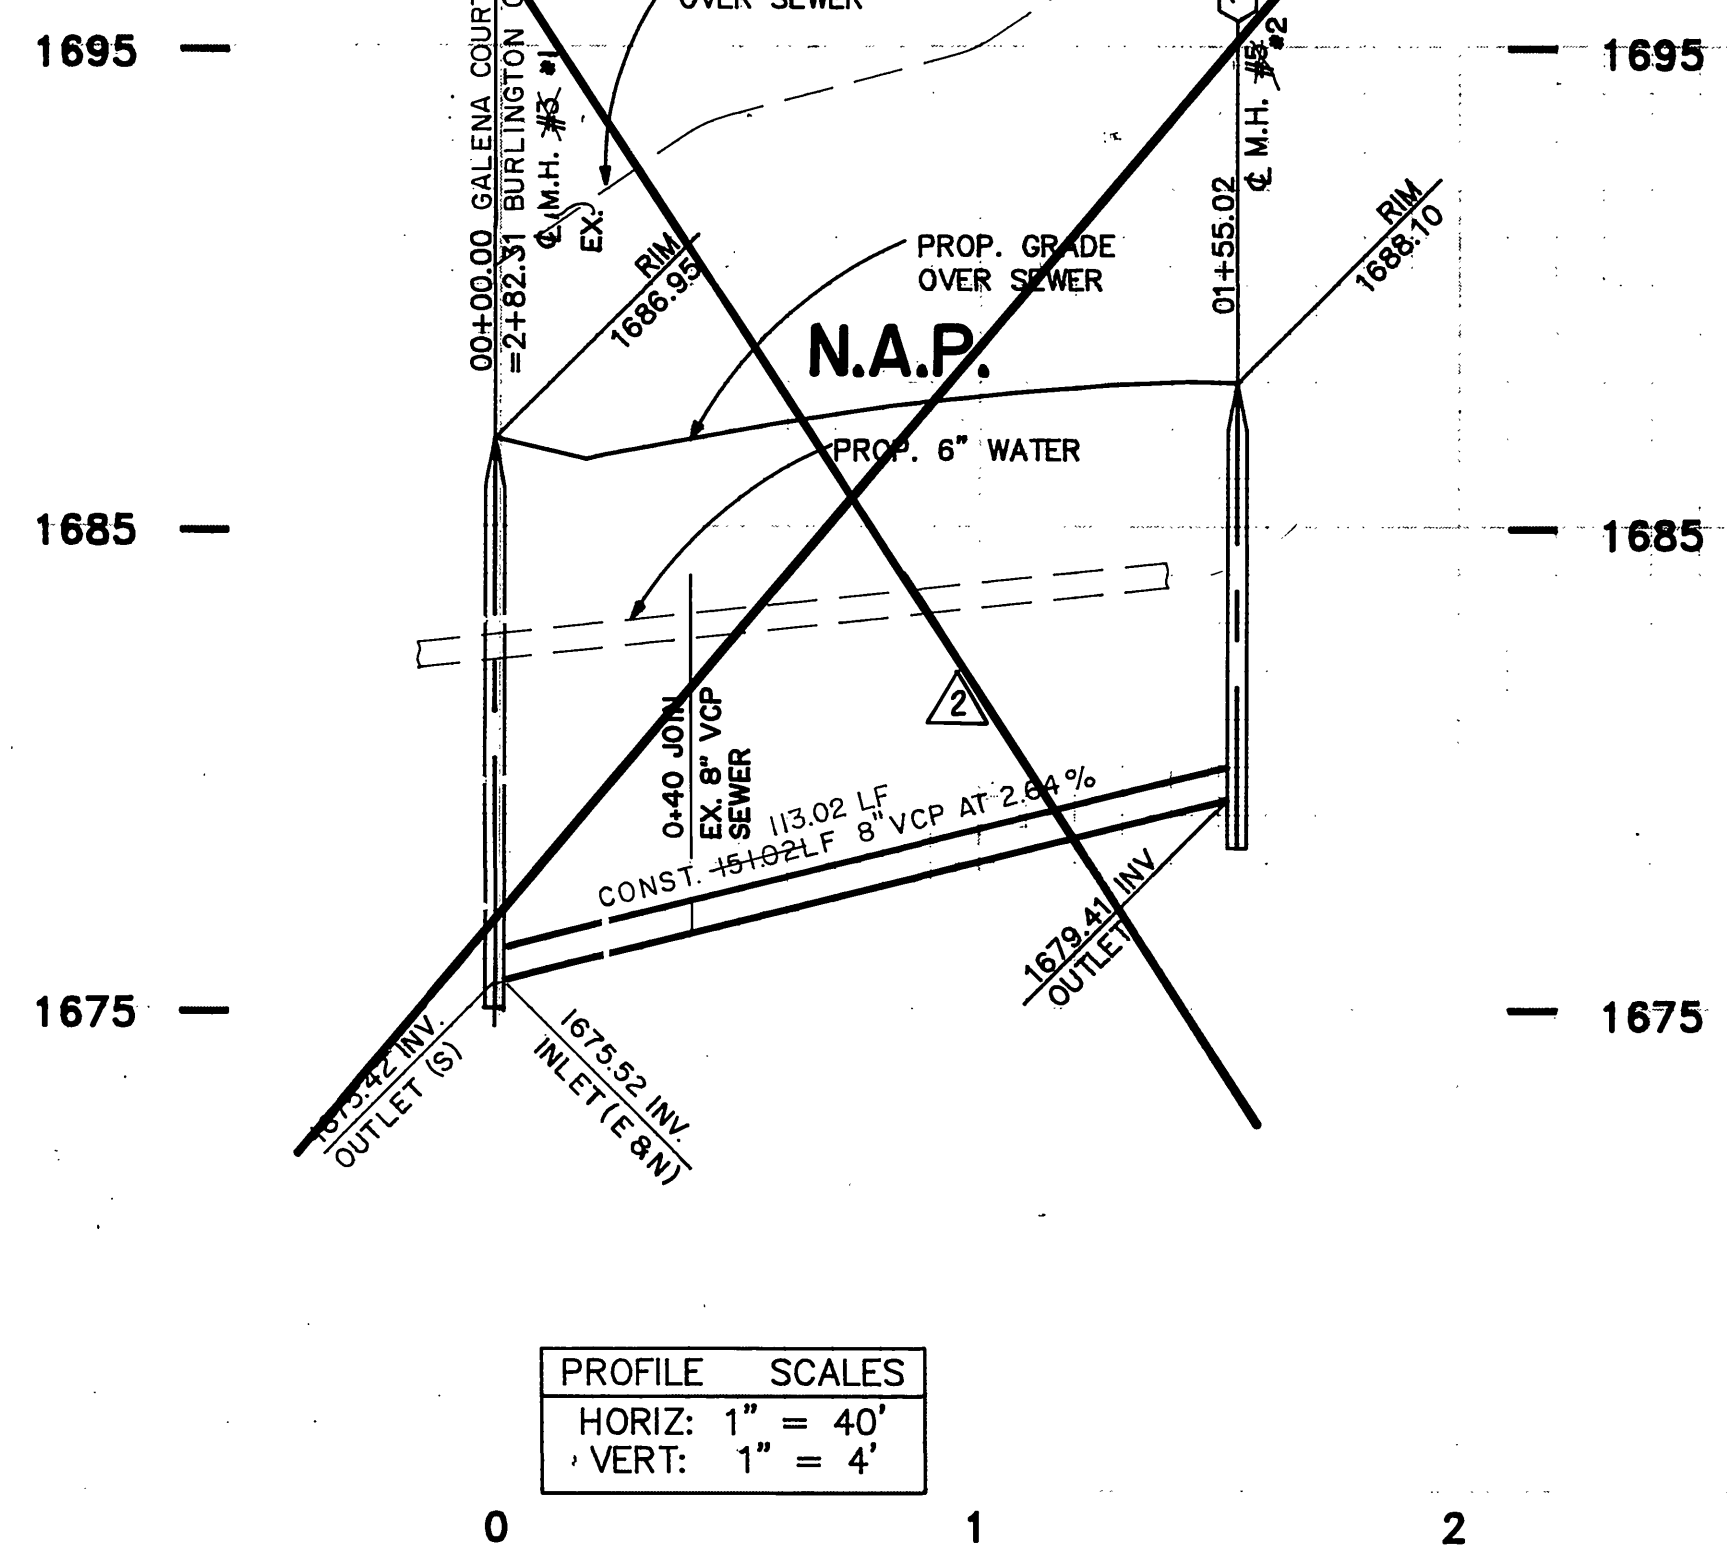 OVER SEWER
1695
1695
00+00.00 GALENA COURT
=2+82.31 BURLINGTON
℄ M.H. #3 #1
EX.
RIM
1686.95
PROP. GRADE
OVER SEWER
N.A.P.
01+55.02
℄ M.H. #5 #2
RIM
1688.10
PROP. 6" WATER
1685
1685
2
0+40 JOIN
EX. 8" VCP
SEWER
113.02 LF
CONST. 151.02 LF 8" VCP AT 2.64 %
1679.41 INV
OUTLET
1675
1675
1675.42 INV.
OUTLET (S)
1675.52 INV.
INLET (E & N)
PROFILE SCALES
HORIZ: 1" = 40'
VERT: 1" = 4'
0 1 2